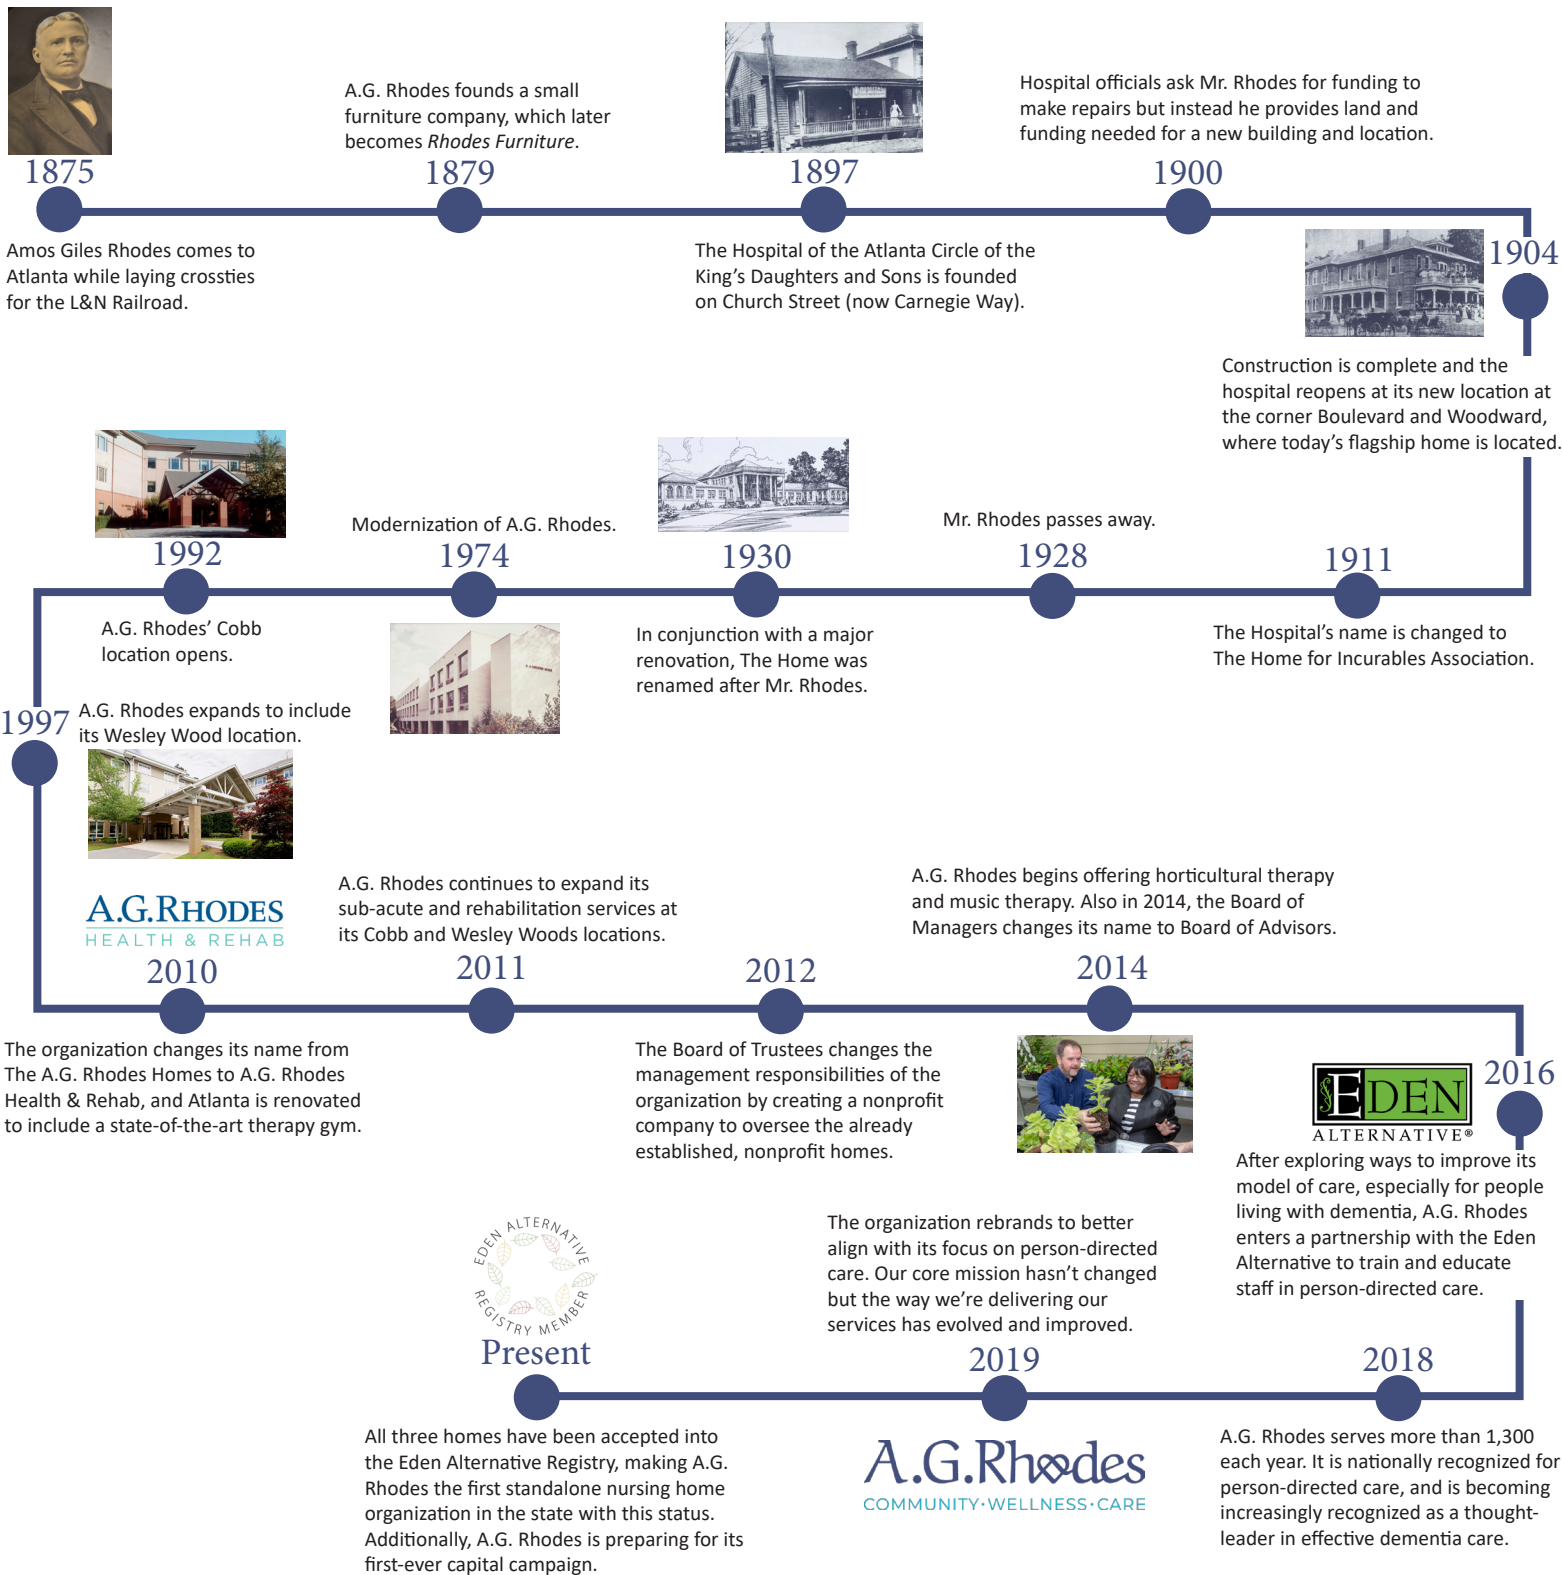 1875
Amos Giles Rhodes comes to
Atlanta while laying crossties
for the L&N Railroad.
A.G. Rhodes founds a small
furniture company, which later
becomes Rhodes Furniture.
1879
1897
The Hospital of the Atlanta Circle of the
King's Daughters and Sons is founded
on Church Street (now Carnegie Way).
Hospital officials ask Mr. Rhodes for funding to
make repairs but instead he provides land and
funding needed for a new building and location.
1900
1904
Construction is complete and the
hospital reopens at its new location at
the corner Boulevard and Woodward,
where today's flagship home is located.
1911
The Hospital's name is changed to
The Home for Incurables Association.
Mr. Rhodes passes away.
1928
1930
In conjunction with a major
renovation, The Home was
renamed after Mr. Rhodes.
Modernization of A.G. Rhodes.
1974
1992
A.G. Rhodes' Cobb
location opens.
1997
A.G. Rhodes expands to include
its Wesley Wood location.
A.G.RHODES
HEALTH & REHAB
2010
The organization changes its name from
The A.G. Rhodes Homes to A.G. Rhodes
Health & Rehab, and Atlanta is renovated
to include a state-of-the-art therapy gym.
A.G. Rhodes continues to expand its
sub-acute and rehabilitation services at
its Cobb and Wesley Woods locations.
2011
2012
The Board of Trustees changes the
management responsibilities of the
organization by creating a nonprofit
company to oversee the already
established, nonprofit homes.
A.G. Rhodes begins offering horticultural therapy
and music therapy. Also in 2014, the Board of
Managers changes its name to Board of Advisors.
2014
2016
EDEN
ALTERNATIVE®
After exploring ways to improve its
model of care, especially for people
living with dementia, A.G. Rhodes
enters a partnership with the Eden
Alternative to train and educate
staff in person-directed care.
2018
A.G. Rhodes serves more than 1,300
each year. It is nationally recognized for
person-directed care, and is becoming
increasingly recognized as a thought-
leader in effective dementia care.
The organization rebrands to better
align with its focus on person-directed
care. Our core mission hasn't changed
but the way we're delivering our
services has evolved and improved.
2019
A.G.Rhodes
COMMUNITY·WELLNESS·CARE
EDEN ALTERNATIVE
REGISTRY MEMBER
Present
All three homes have been accepted into
the Eden Alternative Registry, making A.G.
Rhodes the first standalone nursing home
organization in the state with this status.
Additionally, A.G. Rhodes is preparing for its
first-ever capital campaign.